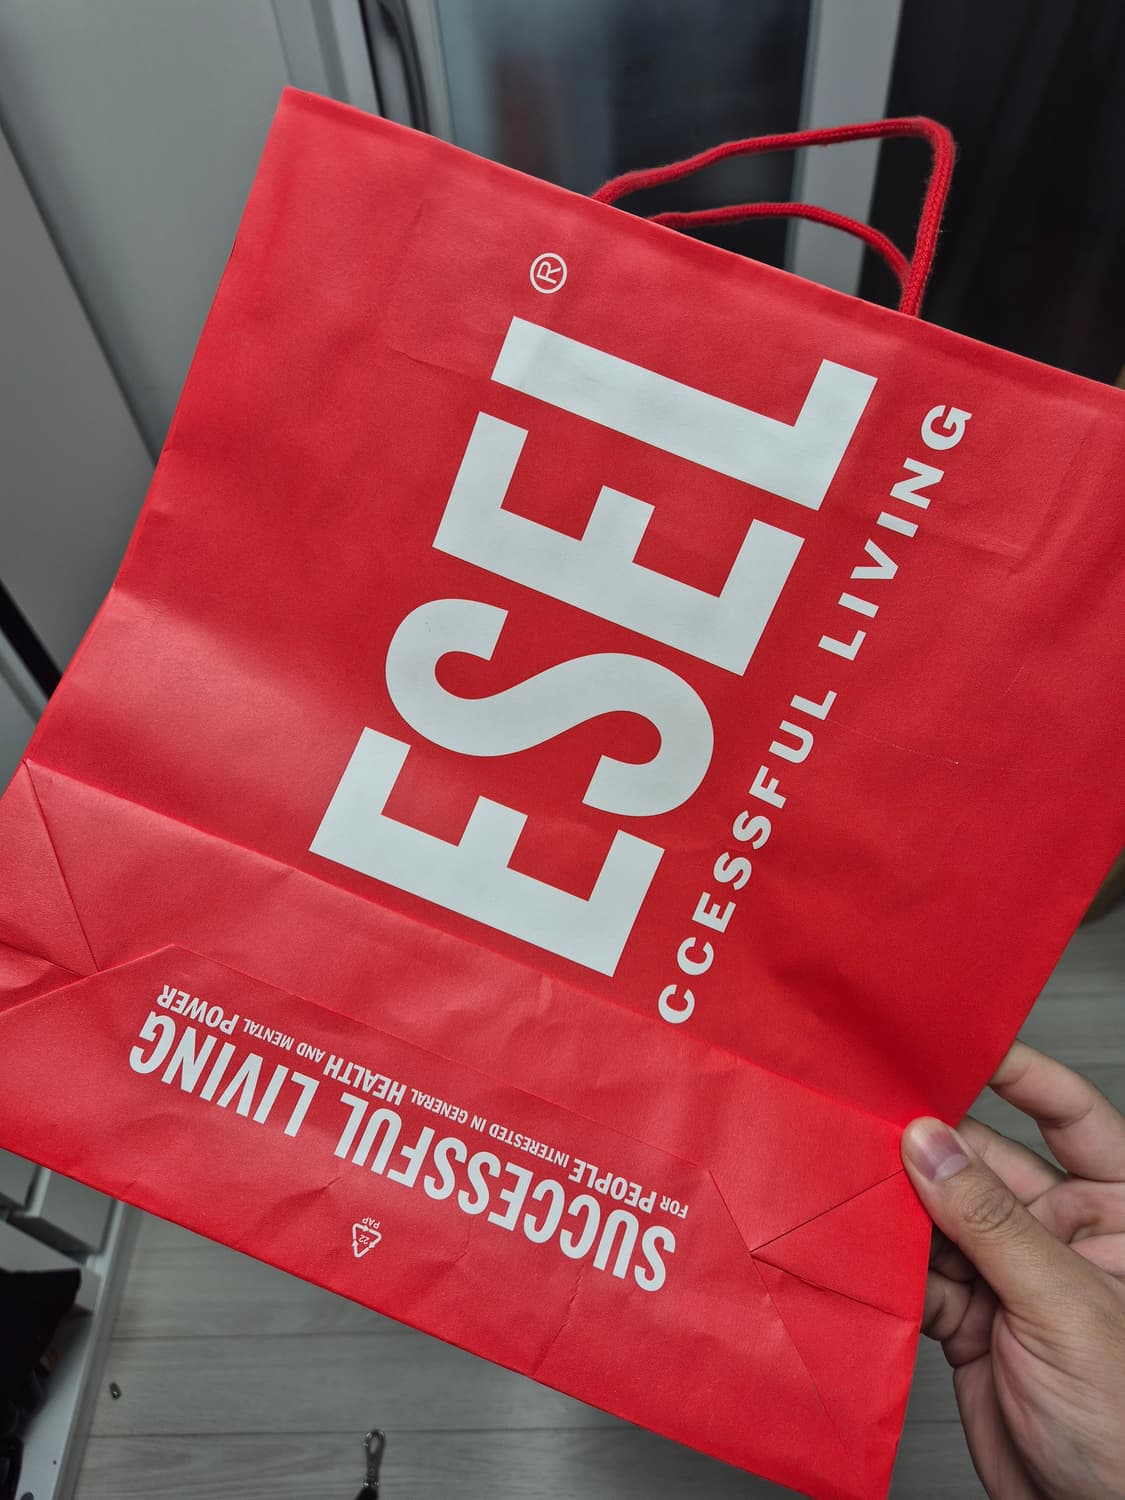 ESEL®
CCESSFUL LIVING
SUCCESSFUL LIVING
FOR PEOPLE INTERESTED IN GENERAL HEALTH AND MENTAL POWER
22
PAP